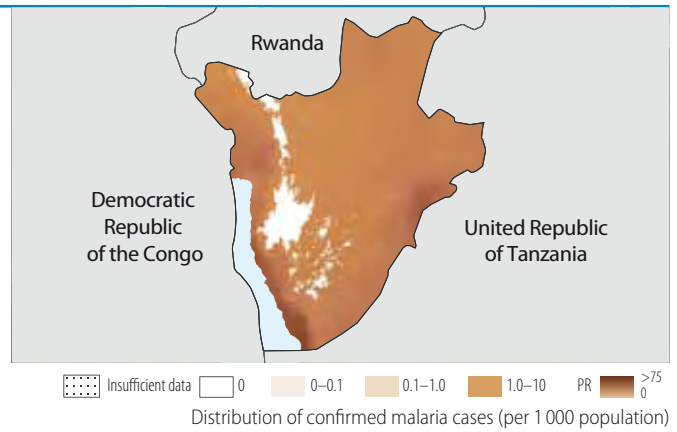 Rwanda
Democratic
Republic
of the Congo
United Republic
of Tanzania
Insufficient data 0 0–0.1 0.1–1.0 1.0–10 PR >75
0
Distribution of confirmed malaria cases (per 1 000 population)